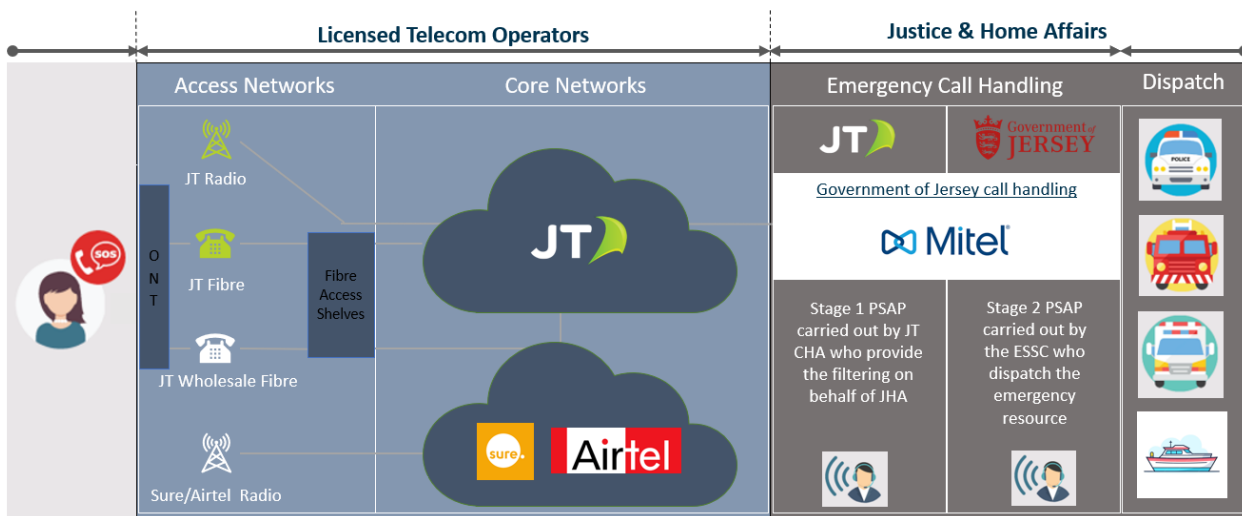 Licensed Telecom Operators
Justice & Home Affairs
Access Networks
Core Networks
Emergency Call Handling
Dispatch
SOS
ONT
JT Radio
JT Fibre
JT Wholesale Fibre
Sure/Airtel Radio
Fibre
Access
Shelves
JT
sure.
Airtel
JT
Government of
JERSEY
Government of Jersey call handling
Mitel®
Stage 1 PSAP
carried out by JT
CHA who provide
the filtering on
behalf of JHA
Stage 2 PSAP
carried out by
the ESSC who
dispatch the
emergency
resource
POLICE